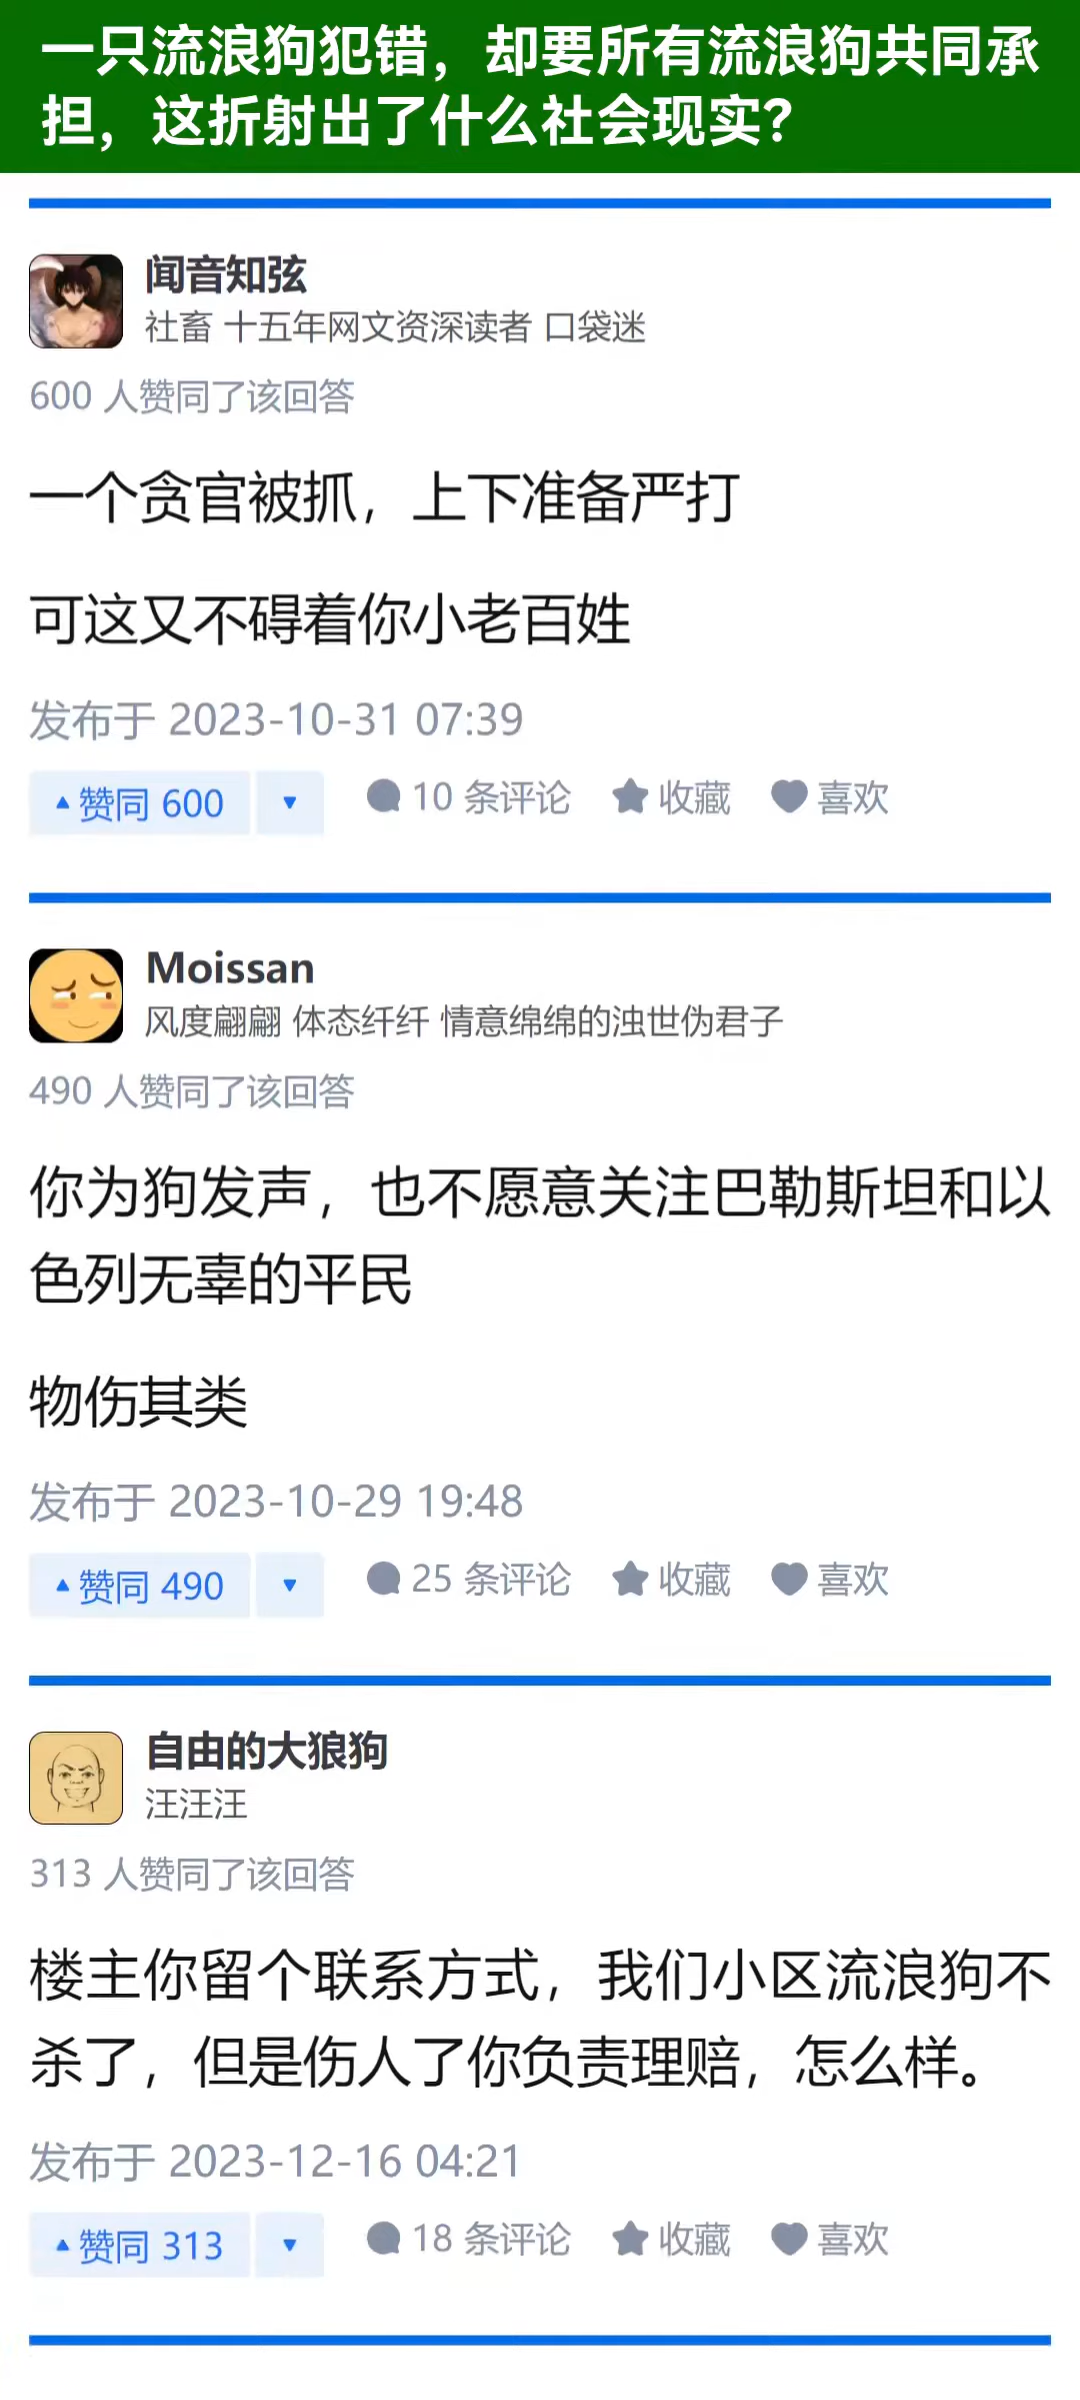 一只流浪狗犯错，却要所有流浪狗共同承
担，这折射出了什么社会现实？
闻音知弦
社畜 十五年网文资深读者 口袋迷
600 人赞同了该回答
一个贪官被抓，上下准备严打
可这又不碍着你小老百姓
发布于 2023-10-31 07:39
赞同 600
10 条评论
收藏
喜欢
Moissan
风度翩翩 体态纤纤 情意绵绵的浊世伪君子
490 人赞同了该回答
你为狗发声，也不愿意关注巴勒斯坦和以
色列无辜的平民
物伤其类
发布于 2023-10-29 19:48
赞同 490
25 条评论
收藏
喜欢
自由的大狼狗
汪汪汪
313 人赞同了该回答
楼主你留个联系方式，我们小区流浪狗不
杀了，但是伤人了你负责理赔，怎么样。
发布于 2023-12-16 04:21
赞同 313
18 条评论
收藏
喜欢